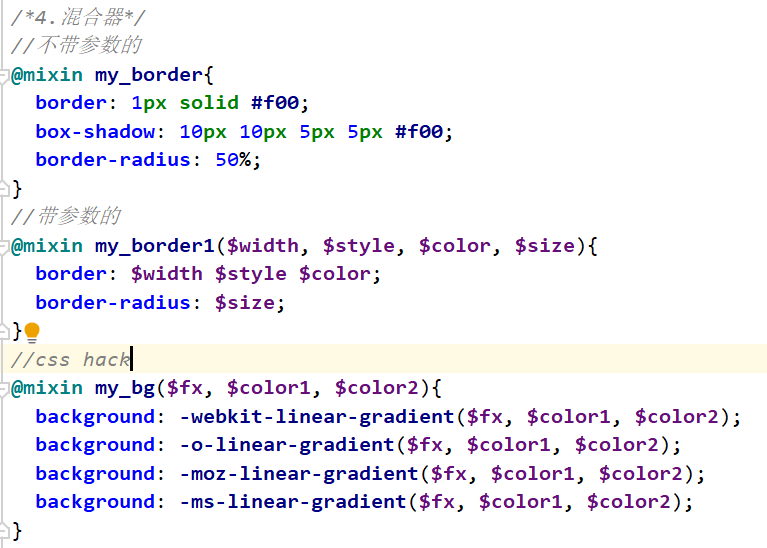 /*4.混合器*/
//不带参数的
@mixin my_border{
  border: 1px solid #f00;
  box-shadow: 10px 10px 5px 5px #f00;
  border-radius: 50%;
}
//带参数的
@mixin my_border1($width, $style, $color, $size){
  border: $width $style $color;
  border-radius: $size;
}
//css hack
@mixin my_bg($fx, $color1, $color2){
  background: -webkit-linear-gradient($fx, $color1, $color2);
  background: -o-linear-gradient($fx, $color1, $color2);
  background: -moz-linear-gradient($fx, $color1, $color2);
  background: -ms-linear-gradient($fx, $color1, $color2);
}